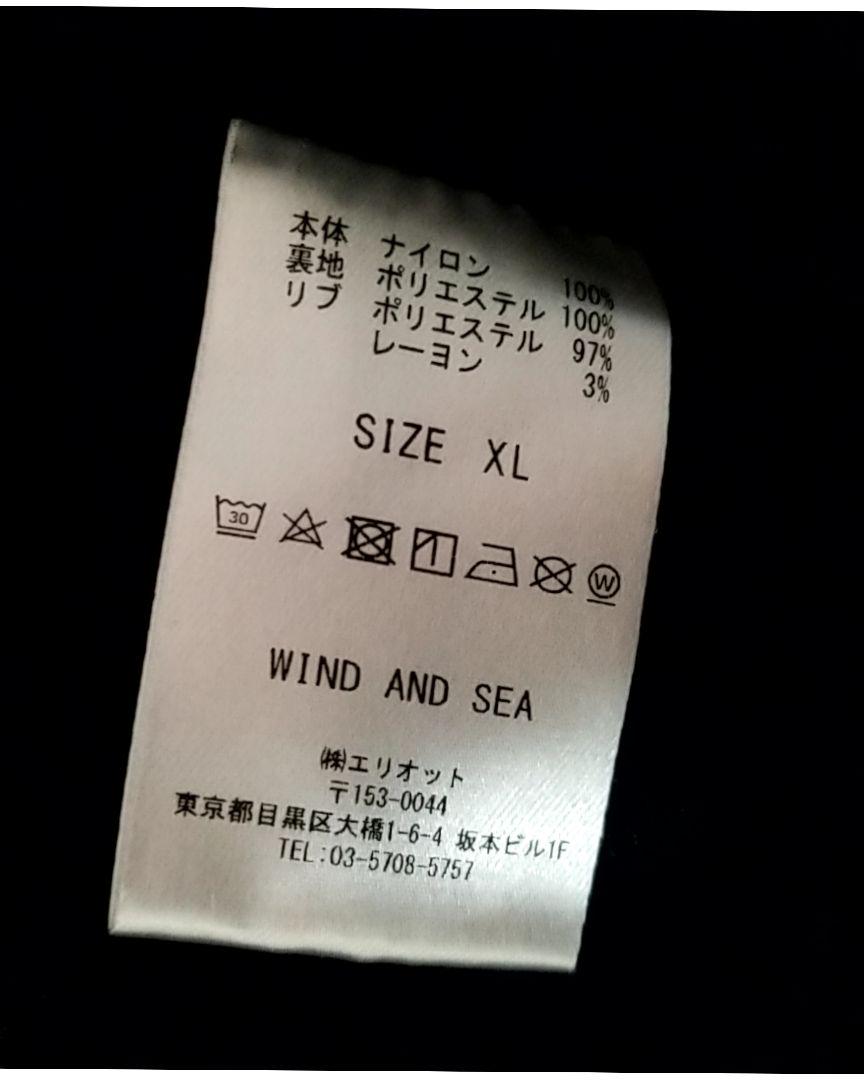 本体 ナイロン 100%
裏地 ポリエステル 100%
リブ ポリエステル 97%
レーヨン 3%
SIZE XL
30
W
WIND AND SEA
㈱エリオット
〒153-0044
東京都目黒区大橋1-6-4 坂本ビル1F
TEL:03-5708-5757